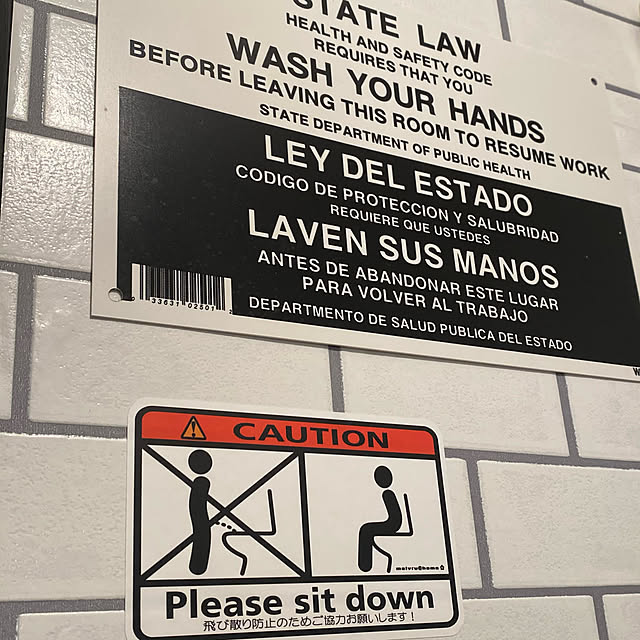 STATE LAW
HEALTH AND SAFETY CODE
REQUIRES THAT YOU
WASH YOUR HANDS
BEFORE LEAVING THIS ROOM TO RESUME WORK
STATE DEPARTMENT OF PUBLIC HEALTH
LEY DEL ESTADO
CODIGO DE PROTECCION Y SALUBRIDAD
REQUIERE QUE USTEDES
LAVEN SUS MANOS
ANTES DE ABANDONAR ESTE LUGAR
PARA VOLVER AL TRABAJO
DEPARTMENTO DE SALUD PUBLICA DEL ESTADO
33631 02501
CAUTION
Please sit down
飛び散り防止のためご協力お願いします!